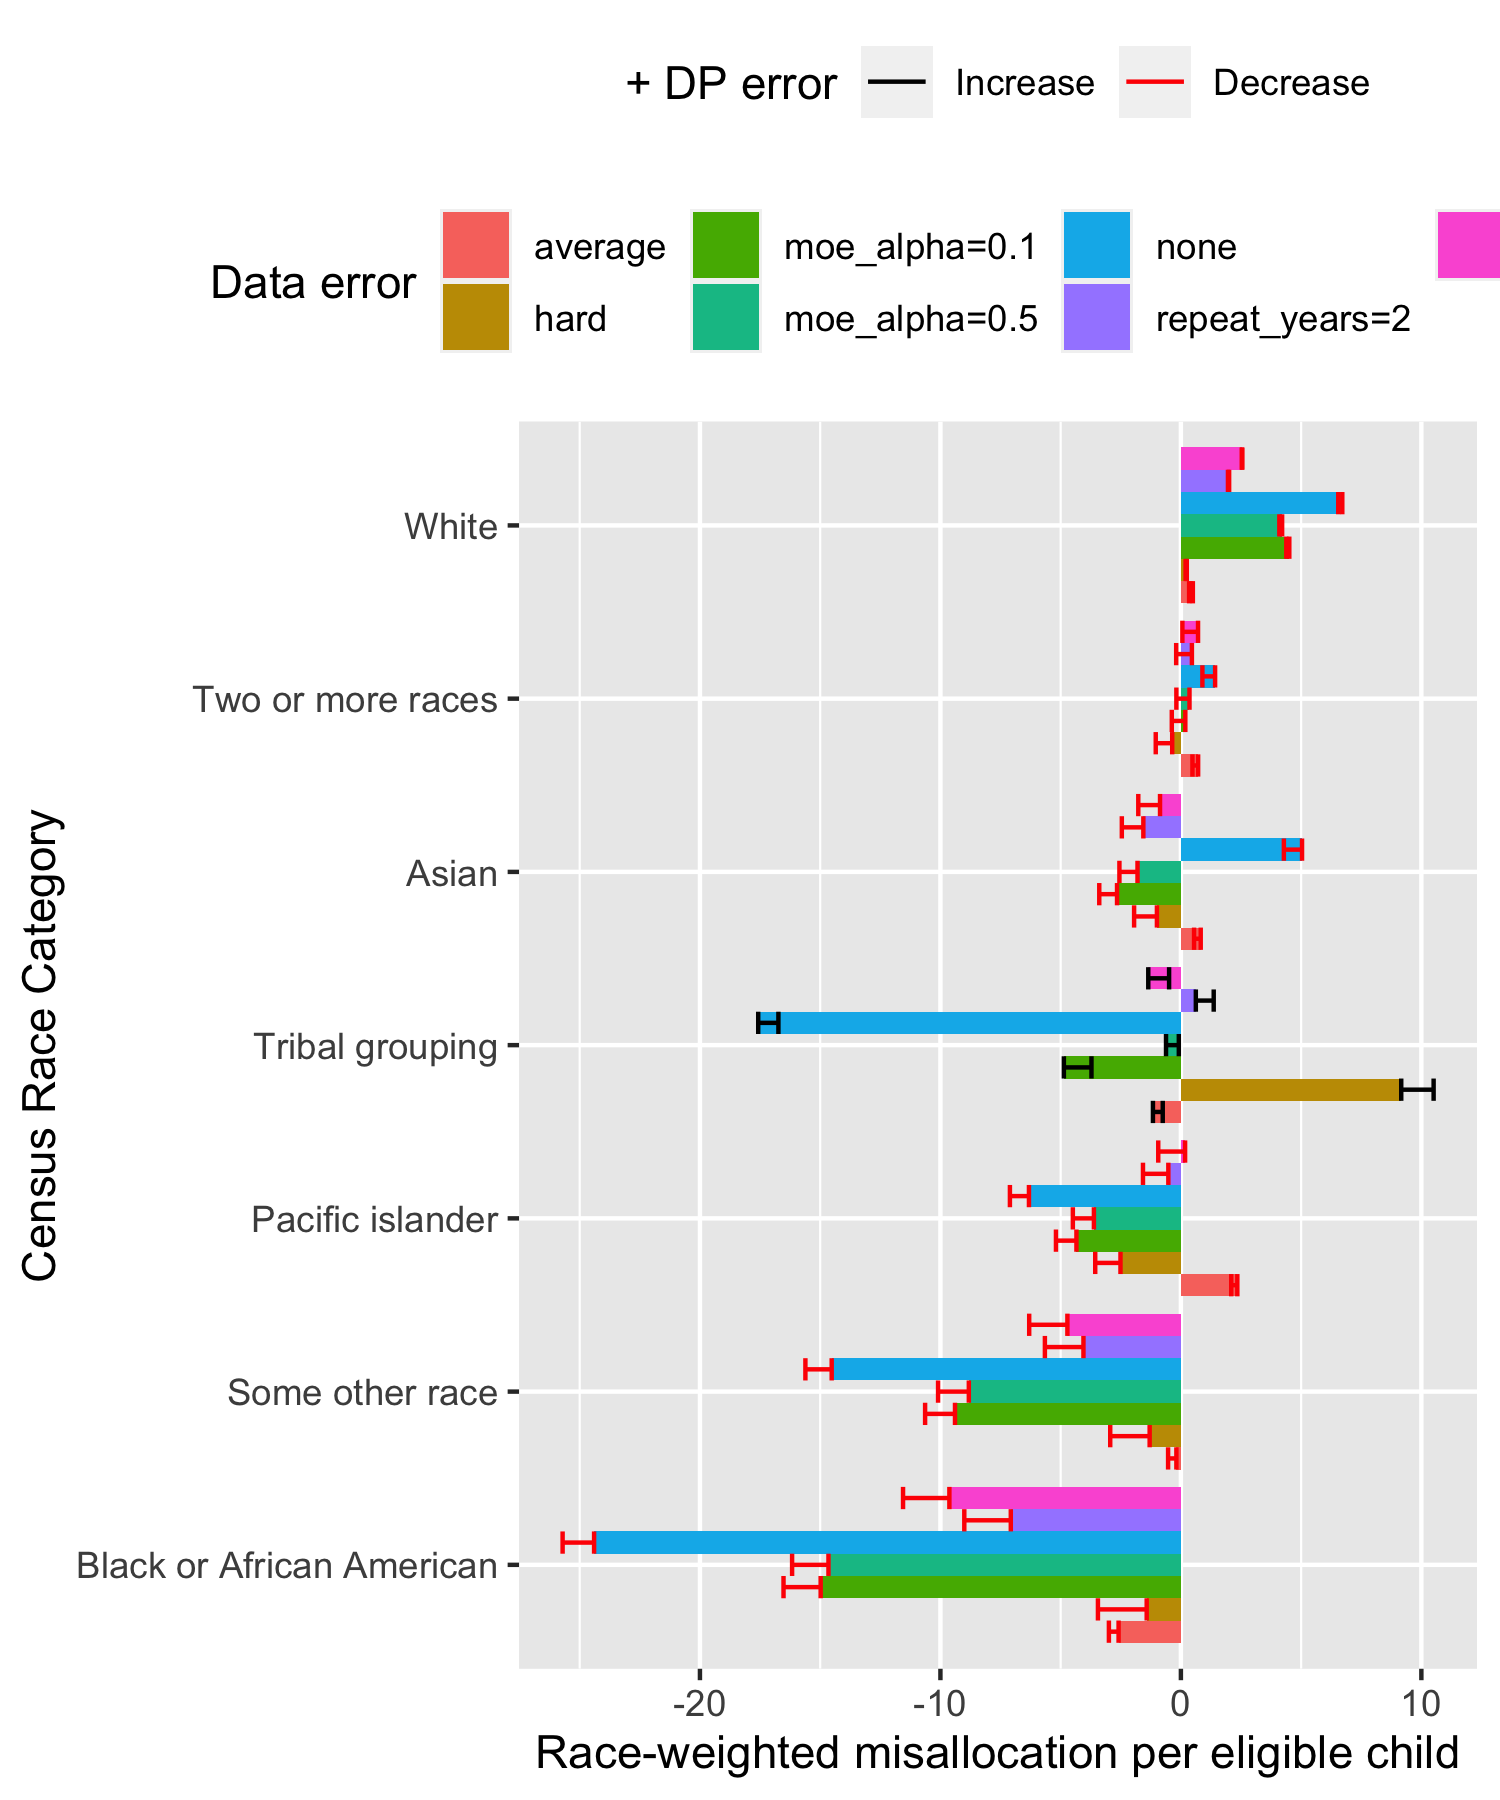 + DP error Increase Decrease
Data error
average moe_alpha=0.1 none
hard moe_alpha=0.5 repeat_years=2
Census Race Category
White
Two or more races
Asian
Tribal grouping
Pacific islander
Some other race
Black or African American
-20 -10 0 10
Race-weighted misallocation per eligible child